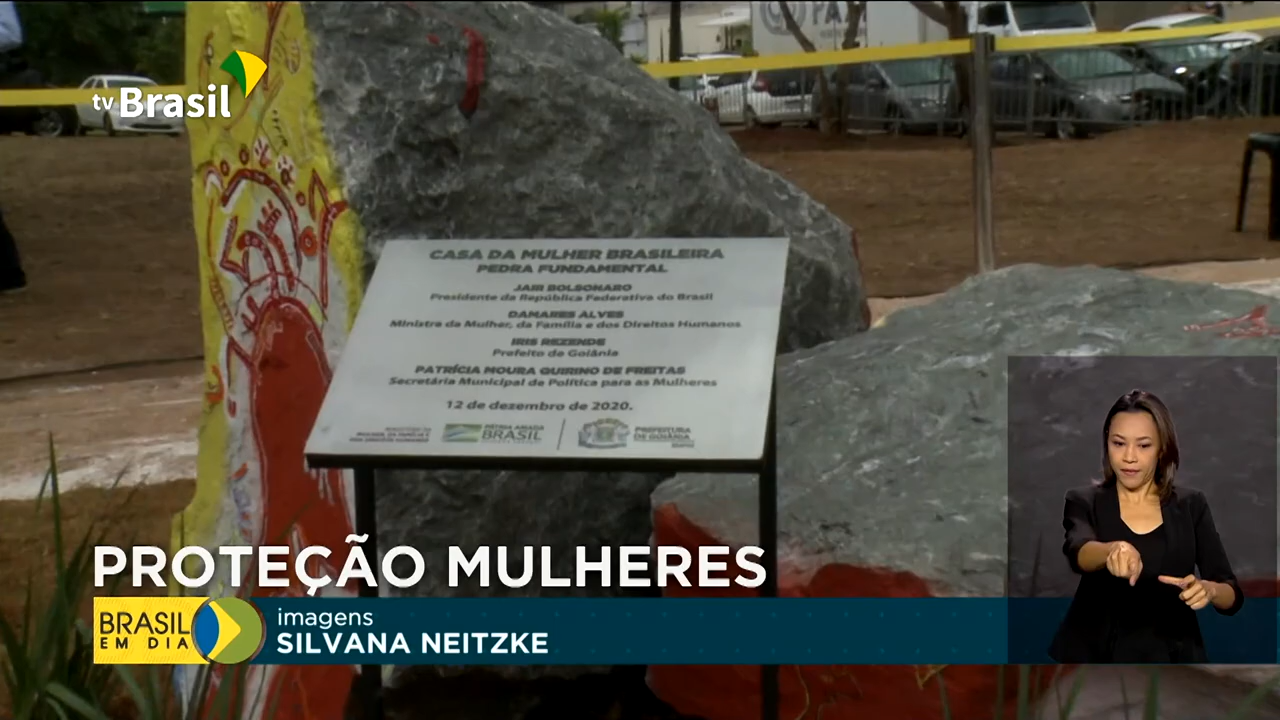 tv Brasil
CASA DA MULHER BRASILEIRA
PEDRA FUNDAMENTAL
JAIR BOLSONARO
Presidente da República Federativa do Brasil
DAMARES ALVES
Ministra da Mulher, da Família e dos Direitos Humanos
IRIS REZENDE
Prefeito de Goiânia
PATRÍCIA MOURA QUIRINO DE FREITAS
Secretária Municipal de Política para as Mulheres
12 de dezembro de 2020.
PÁTRIA AMADA
BRASIL
PREFEITURA
DE GOIÂNIA
PROTEÇÃO MULHERES
BRASIL
EM DIA
imagens
SILVANA NEITZKE